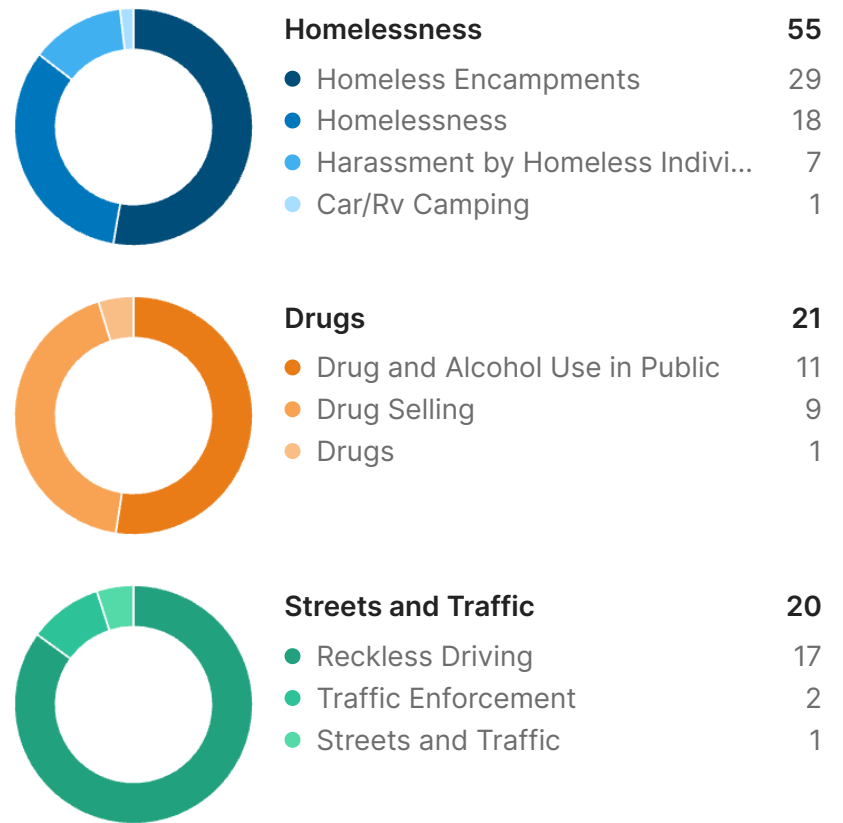 Homelessness 55
Homeless Encampments 29
Homelessness 18
Harassment by Homeless Indivi... 7
Car/Rv Camping 1
Drugs 21
Drug and Alcohol Use in Public 11
Drug Selling 9
Drugs 1
Streets and Traffic 20
Reckless Driving 17
Traffic Enforcement 2
Streets and Traffic 1